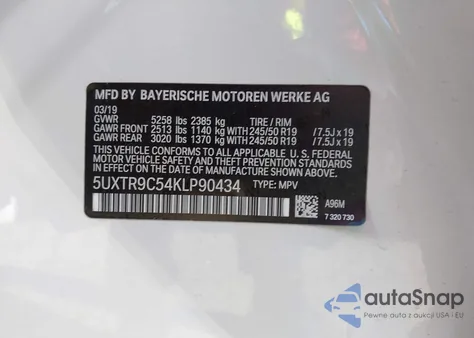 MFD BY BAYERISCHE MOTOREN WERKE AG
03/19
GVWR 5258 lbs 2385 kg TIRE / RIM
GAWR FRONT 2513 lbs 1140 kg WITH 245/50 R19 /7.5J x 19
GAWR REAR 3020 lbs 1370 kg WITH 245/50 R19 /7.5J x 19
THIS VEHICLE CONFORMS TO ALL APPLICABLE FEDERAL
MOTOR VEHICLE SAFETY AND THEFT PREVENTION STANDARDS
IN EFFECT ON THE DATE OF MANUFACTURE SHOWN ABOVE.
5UXTR9C54KLP90434 TYPE: MPV
A96M
7 320 730
autoSnap
Pewne auta z aukcji USA i EU